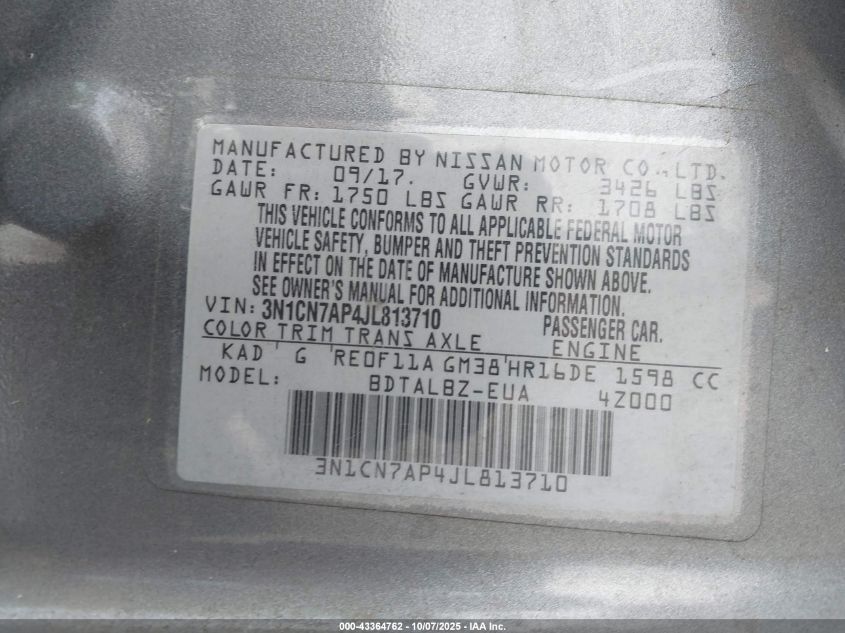 MANUFACTURED BY NISSAN MOTOR CO., LTD.
DATE: 09/17. GVWR: 3426 LBS
GAWR FR: 1750 LBS GAWR RR: 1708 LBS
THIS VEHICLE CONFORMS TO ALL APPLICABLE FEDERAL MOTOR
VEHICLE SAFETY, BUMPER AND THEFT PREVENTION STANDARDS
IN EFFECT ON THE DATE OF MANUFACTURE SHOWN ABOVE.
SEE OWNER'S MANUAL FOR ADDITIONAL INFORMATION.
VIN: 3N1CN7AP4JL813710 PASSENGER CAR.
COLOR TRIM TRANS AXLE ENGINE
KAD G RE0F11A GM38 HR16DE 1598 CC
MODEL: BDTALBZ-EUA 4Z000
3N1CN7AP4JL813710
000-43364762 - 10/07/2025 - IAA Inc.